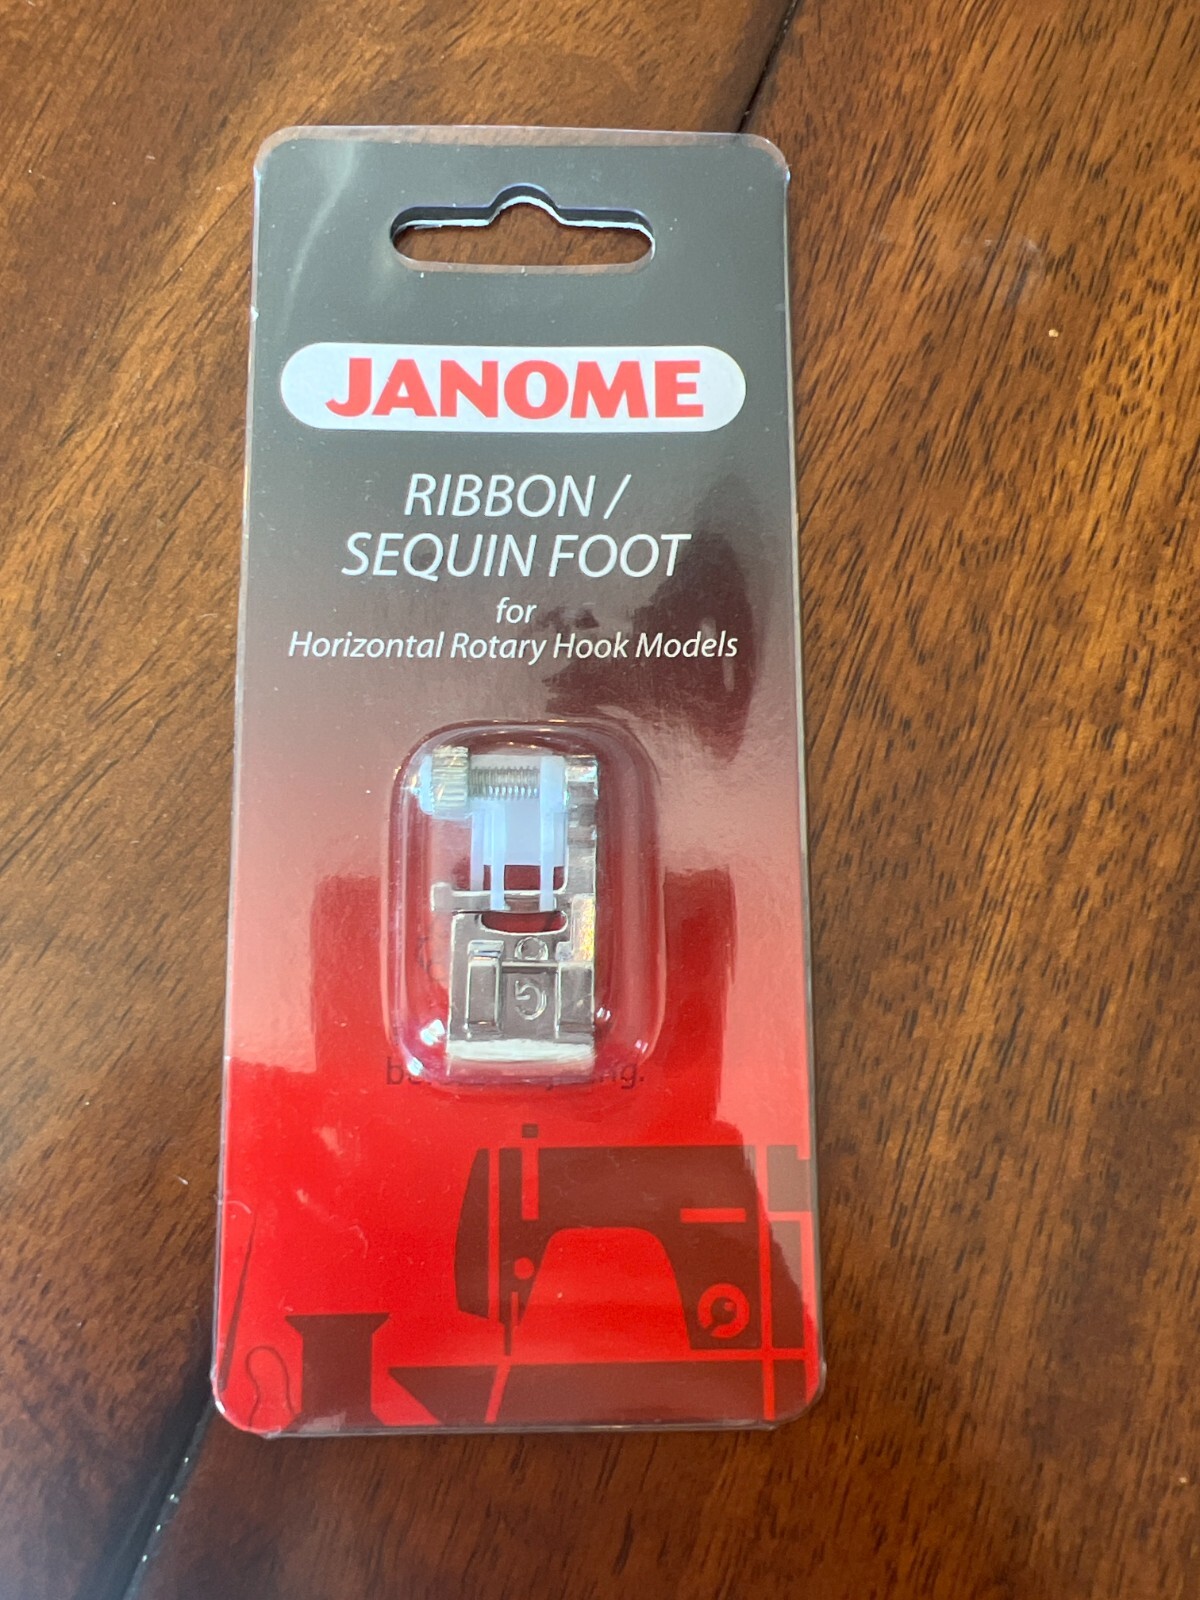 JANOME
RIBBON /
SEQUIN FOOT
for
Horizontal Rotary Hook Models
G